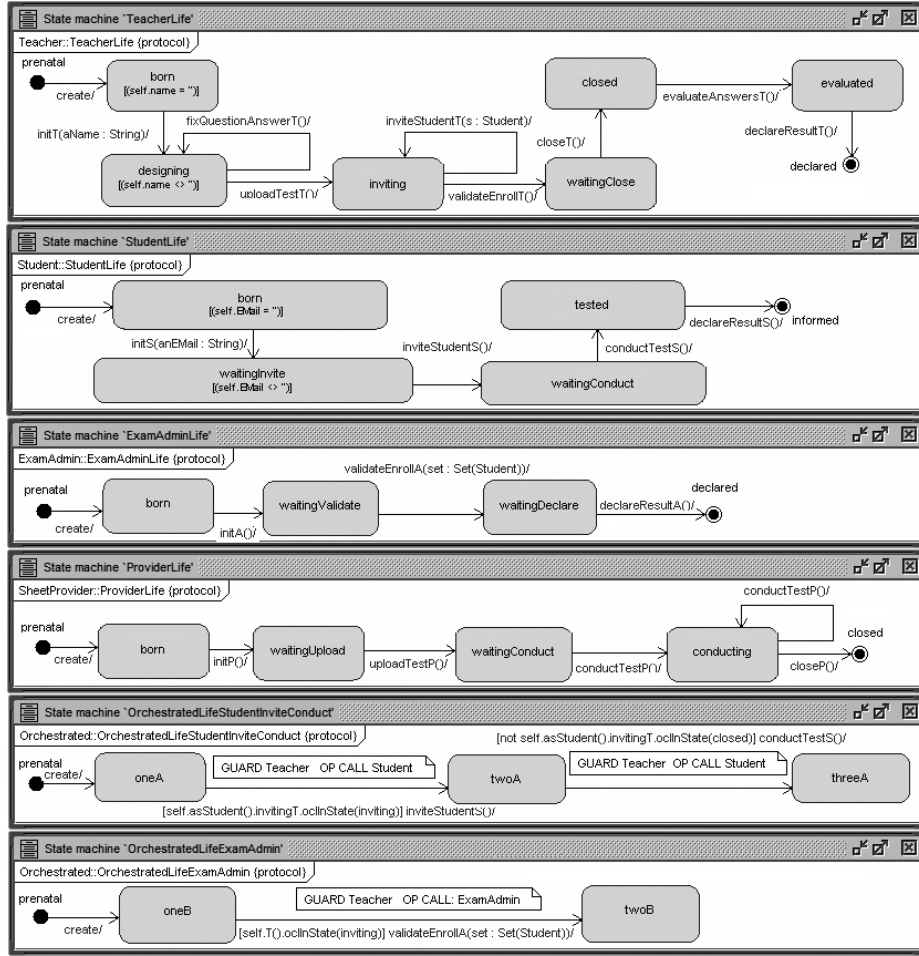 State machine `TeacherLife'
Teacher::TeacherLife {protocol}
prenatal
create/
born
[(self.name = '')]
closed
evaluateAnswersT()/
evaluated
initT(aName : String)/
fixQuestionAnswerT()/
inviteStudentT(s : Student)/
closeT()/
declareResultT()/
designing
[(self.name <> '')]
uploadTestT()/
inviting
validateEnrollT()/
waitingClose
declared
State machine `StudentLife'
Student::StudentLife {protocol}
prenatal
create/
born
[(self.EMail = '')]
tested
declareResultS()/
informed
initS(anEMail : String)/
inviteStudentS()/
conductTestS()/
waitingInvite
[(self.EMail <> '')]
waitingConduct
State machine `ExamAdminLife'
ExamAdmin::ExamAdminLife {protocol}
validateEnrollA(set : Set(Student))/
prenatal
create/
born
initA()/
waitingValidate
waitingDeclare
declareResultA()/
declared
State machine `ProviderLife'
SheetProvider::ProviderLife {protocol}
conductTestP()/
prenatal
create/
born
initP()/
waitingUpload
uploadTestP()/
waitingConduct
conductTestP()/
conducting
closeP()/
closed
State machine `OrchestratedLifeStudentInviteConduct'
Orchestrated::OrchestratedLifeStudentInviteConduct {protocol}
[not self.asStudent().invitingT.oclInState(closed)] conductTestS()/
prenatal
create/
oneA
GUARD Teacher OP CALL Student
twoA
GUARD Teacher OP CALL Student
threeA
[self.asStudent().invitingT.oclInState(inviting)] inviteStudentS()/
State machine `OrchestratedLifeExamAdmin'
Orchestrated::OrchestratedLifeExamAdmin {protocol}
prenatal
create/
oneB
GUARD Teacher OP CALL: ExamAdmin
twoB
[self.T().oclInState(inviting)] validateEnrollA(set : Set(Student))/